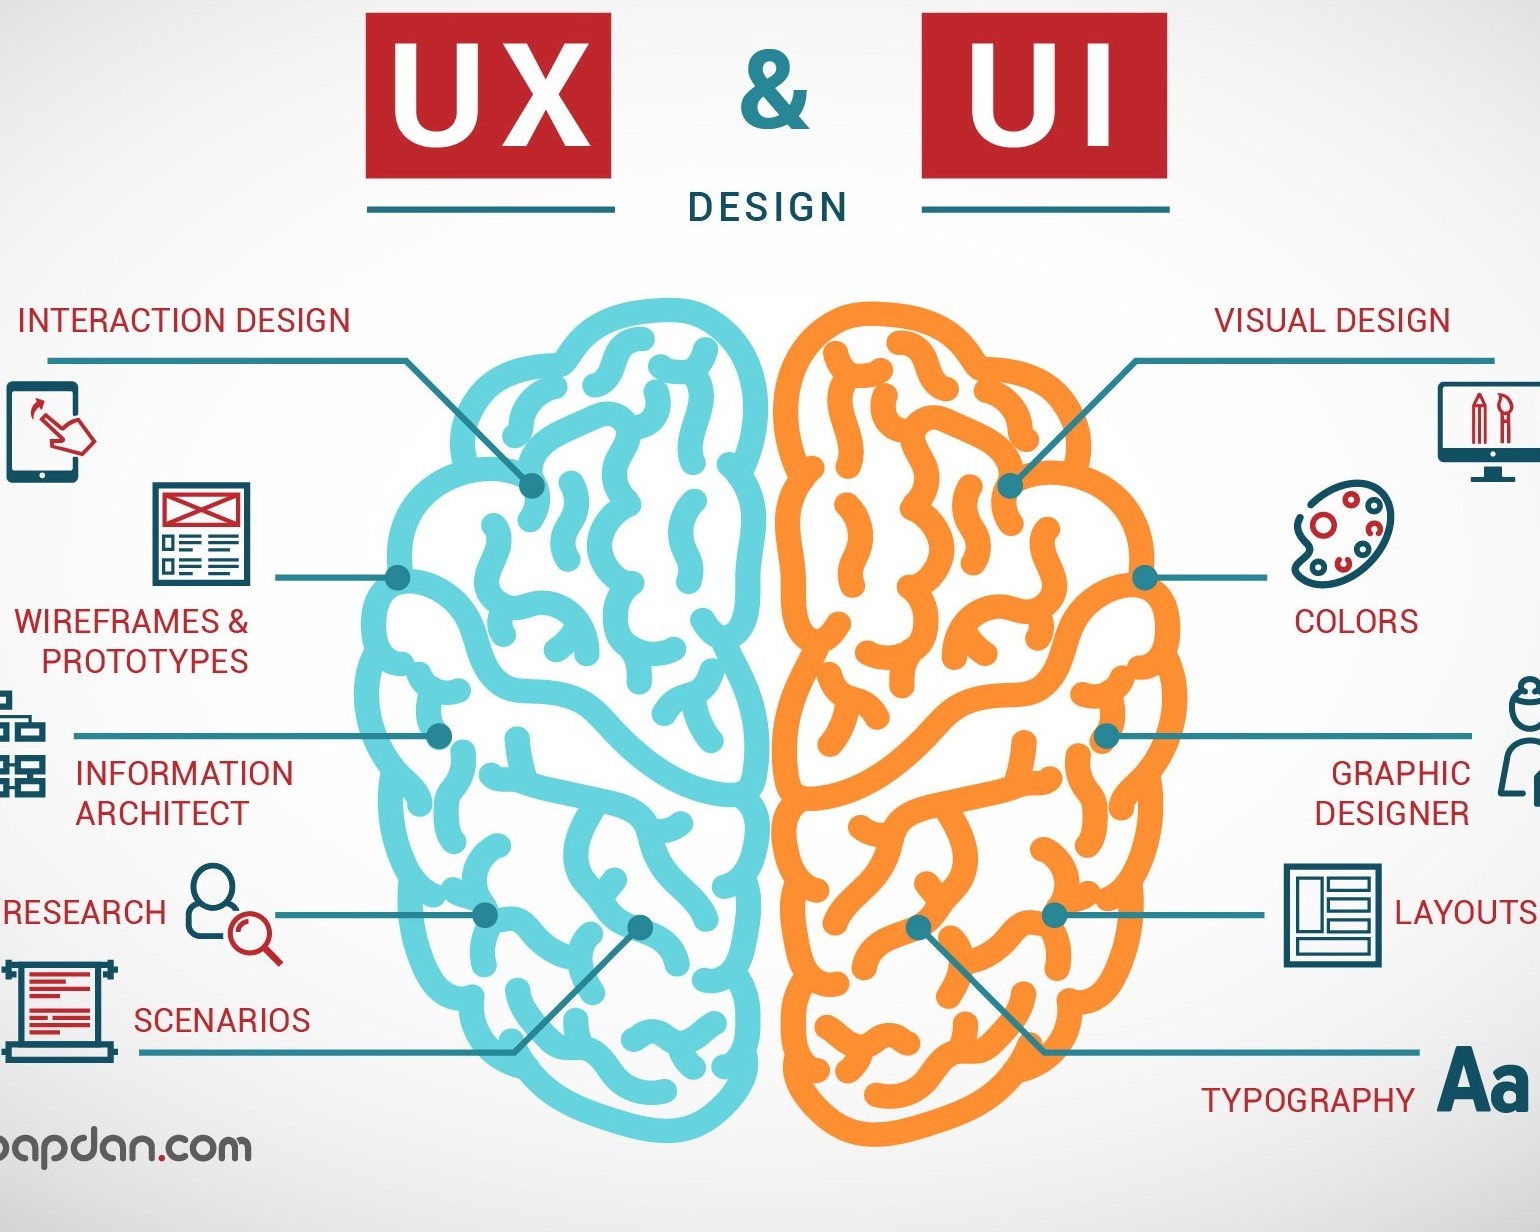 UX & UI
DESIGN
INTERACTION DESIGN
WIREFRAMES &
PROTOTYPES
INFORMATION
ARCHITECT
RESEARCH
SCENARIOS
VISUAL DESIGN
COLORS
GRAPHIC
DESIGNER
LAYOUTS
TYPOGRAPHY
Aa